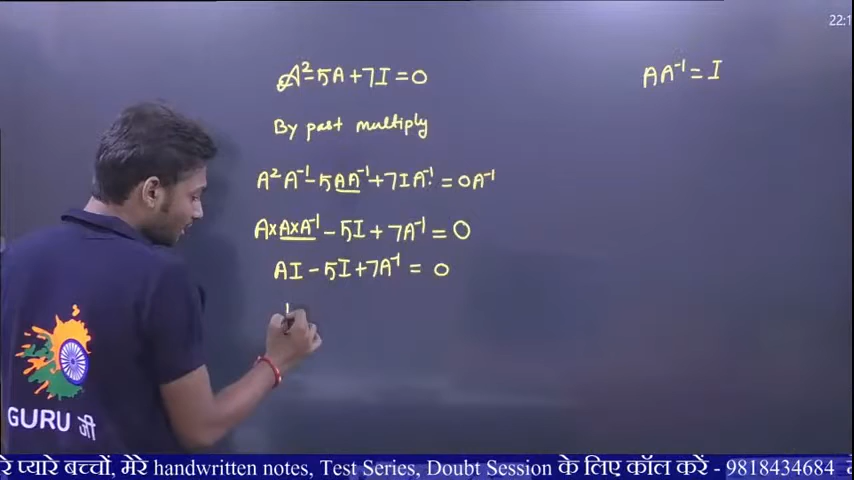 22:1
A²-5A+7I=0
AA⁻¹=I
By past multiply
A²A⁻¹-5AA⁻¹+7IA⁻¹=0A⁻¹
A×A×A⁻¹-5I+7A⁻¹=0
AI-5I+7A⁻¹=0
GURU जी
रे प्यारे बच्चों, मेरे handwritten notes, Test Series, Doubt Session के लिए कॉल करें - 9818434684